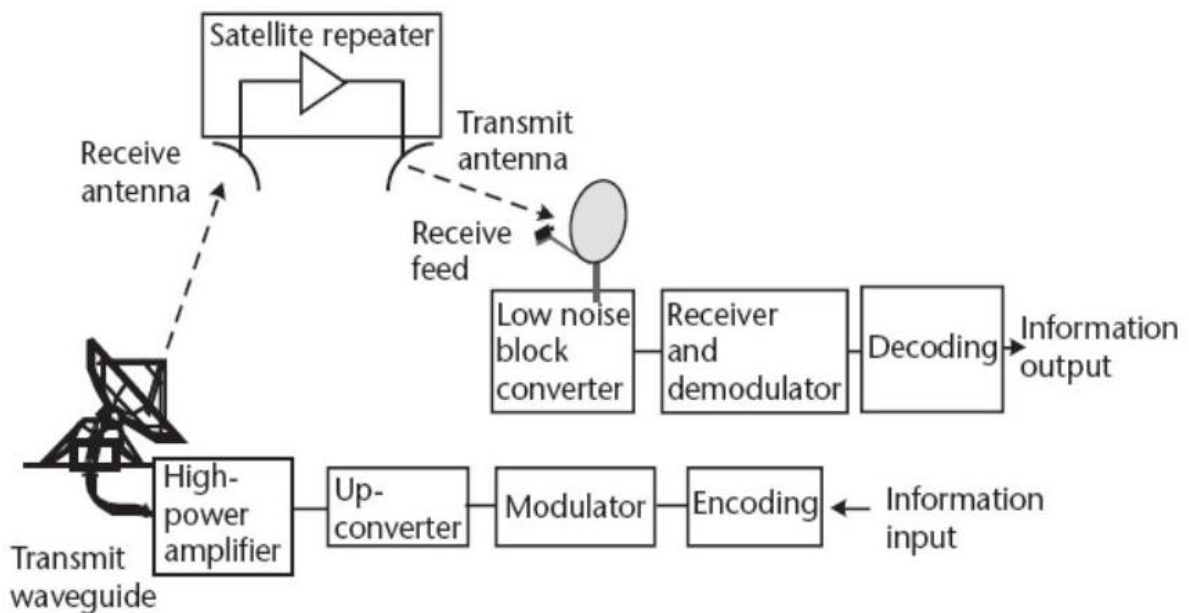 Satellite repeater
Transmit
antenna
Receive
antenna
Receive
feed
Low noise
block
converter
Receiver
and
demodulator
Decoding
Information
output
High-
power
amplifier
Up-
converter
Modulator
Encoding
Information
input
Transmit
waveguide